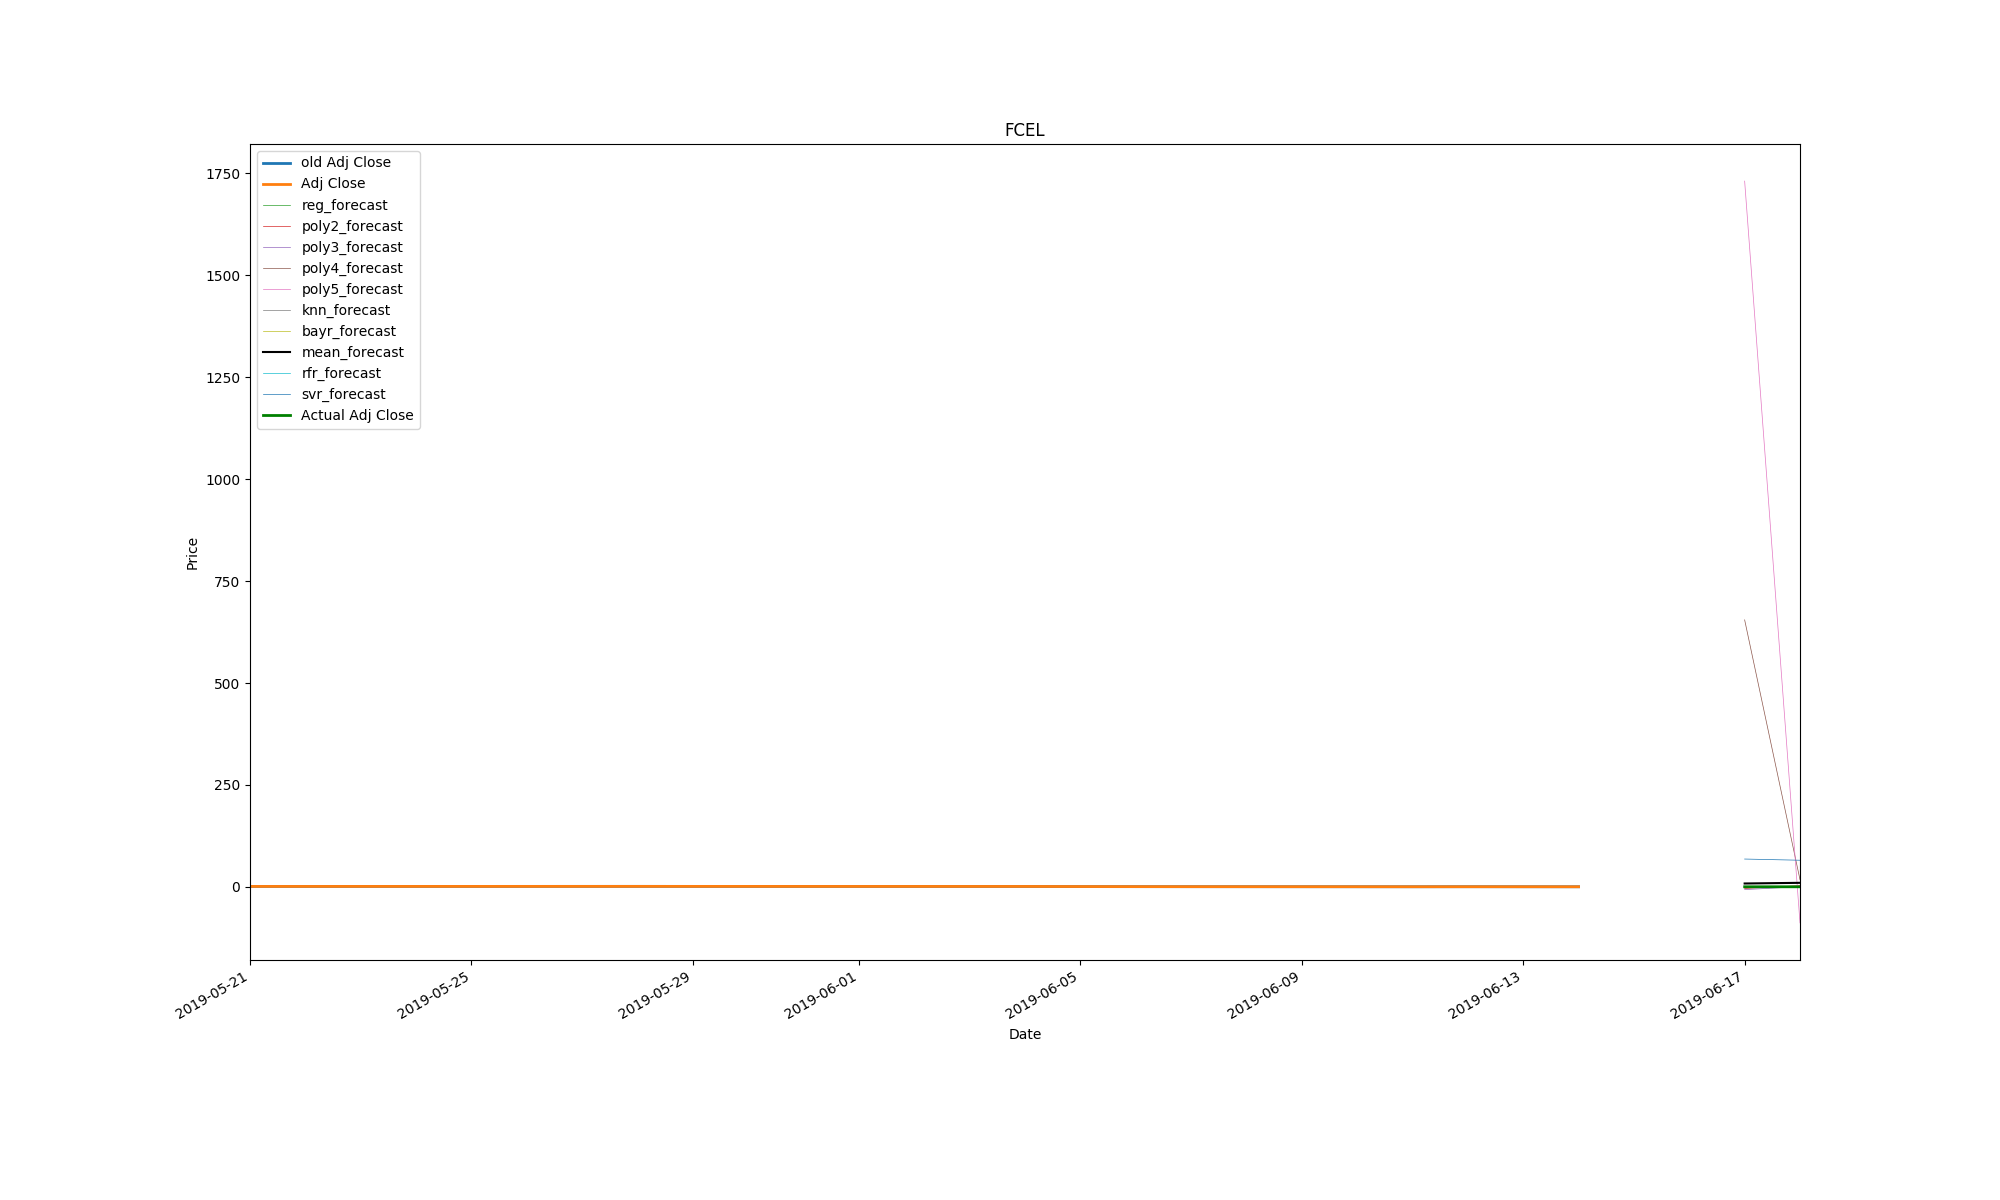 FCEL
old Adj Close
Adj Close
reg_forecast
poly2_forecast
poly3_forecast
poly4_forecast
poly5_forecast
knn_forecast
bayr_forecast
mean_forecast
rfr_forecast
svr_forecast
Actual Adj Close
1750
1500
1250
1000
750
500
250
0
Price
2019-05-21
2019-05-25
2019-05-29
2019-06-01
2019-06-05
2019-06-09
2019-06-13
2019-06-17
Date